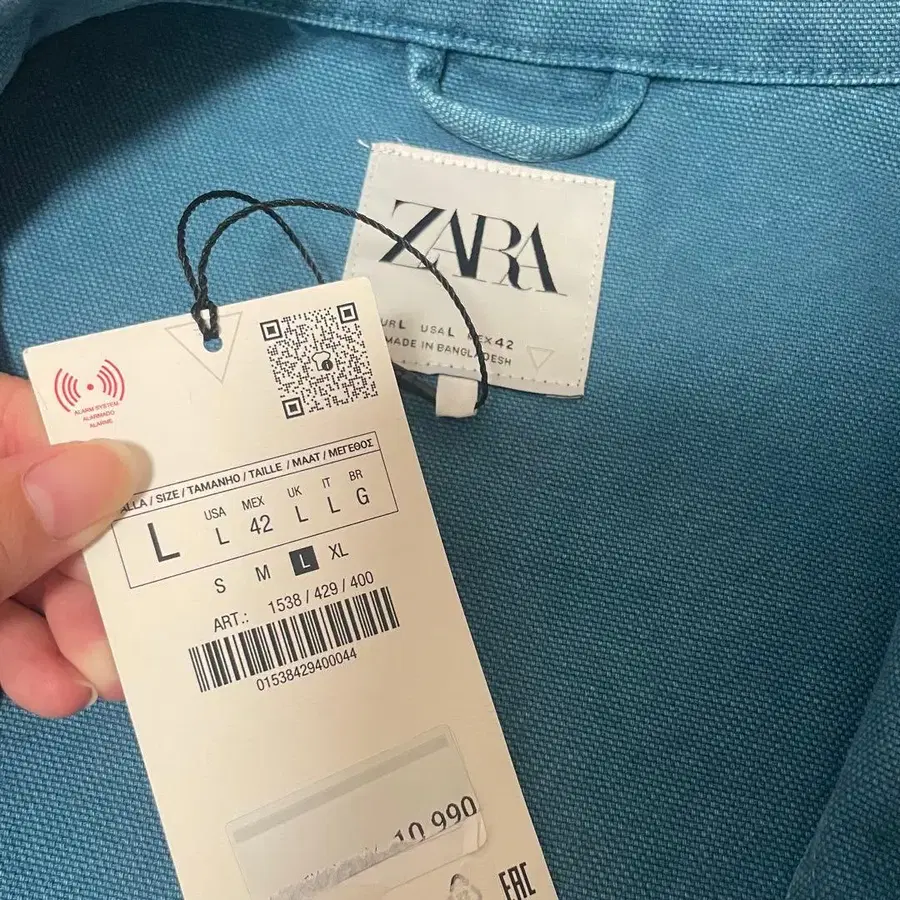 ZARA
EUR L USA L MEX 42
MADE IN BANGLADESH
ALARM SYSTEM
ALARMADO
ALARME
TALLA / SIZE / TAMANHO / TAILLE / MAAT / ΜΕΓΕΘΟΣ
L
USA MEX UK IT BR
L 42 L L G
S M L XL
ART.: 1538 / 429 / 400
01538429400044
10 990
EAC